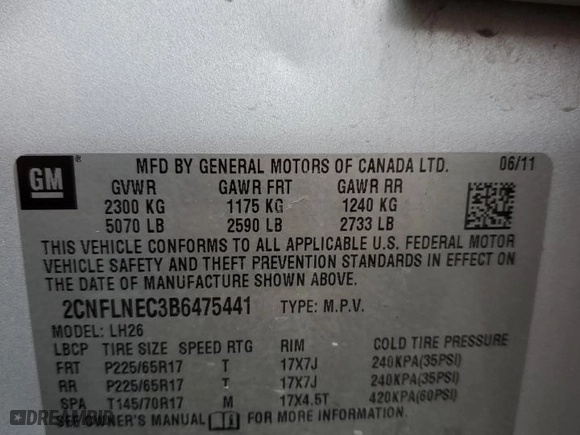 GM
MFD BY GENERAL MOTORS OF CANADA LTD. 06/11
GVWR GAWR FRT GAWR RR
2300 KG 1175 KG 1240 KG
5070 LB 2590 LB 2733 LB
THIS VEHICLE CONFORMS TO ALL APPLICABLE U.S. FEDERAL MOTOR
VEHICLE SAFETY AND THEFT PREVENTION STANDARDS IN EFFECT ON
THE DATE OF MANUFACTURE SHOWN ABOVE.
2CNFLNEC3B6475441 TYPE: M.P.V.
MODEL: LH26
LBCP TIRE SIZE SPEED RTG RIM COLD TIRE PRESSURE
FRT P225/65R17 T 17X7J 240KPA(35PSI)
RR P225/65R17 T 17X7J 240KPA(35PSI)
SPA T145/70R17 M 17X4.5T 420KPA(60PSI)
SEE OWNER'S MANUAL FOR MORE INFORMATION.
DREAMBID